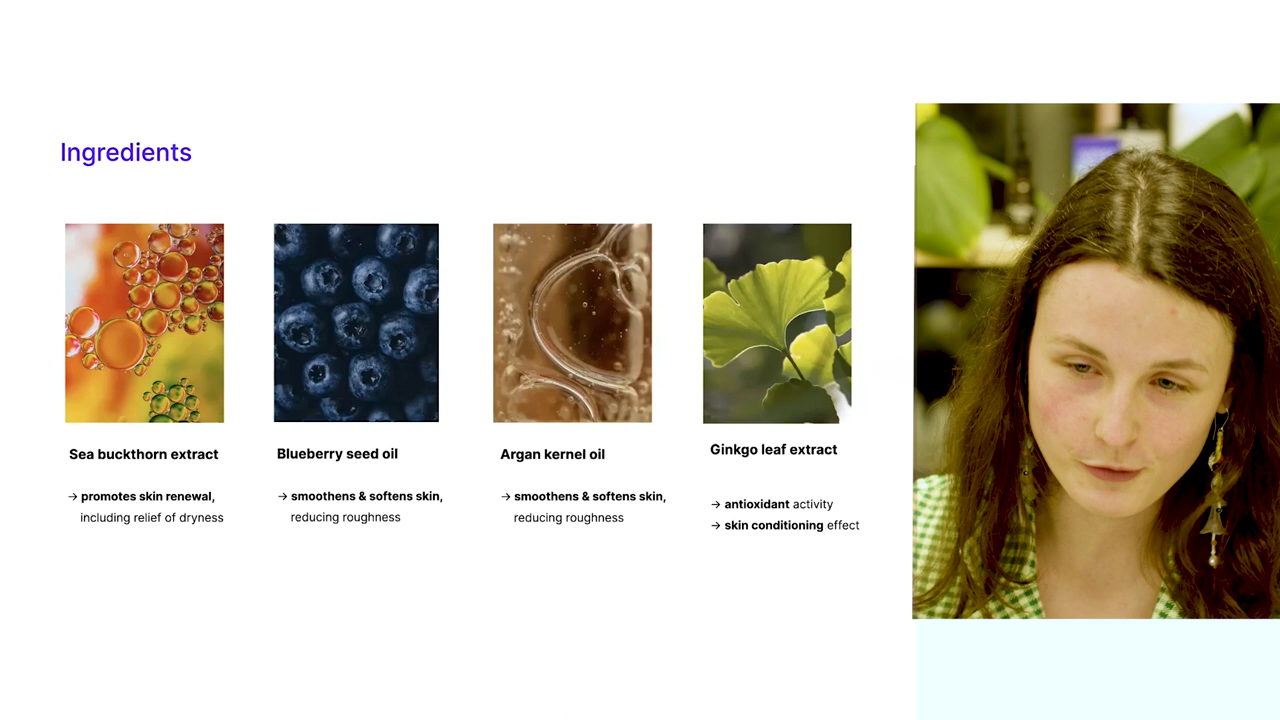 Ingredients
Sea buckthorn extract
→ promotes skin renewal,
including relief of dryness
Blueberry seed oil
→ smoothens & softens skin,
reducing roughness
Argan kernel oil
→ smoothens & softens skin,
reducing roughness
Ginkgo leaf extract
→ antioxidant activity
→ skin conditioning effect